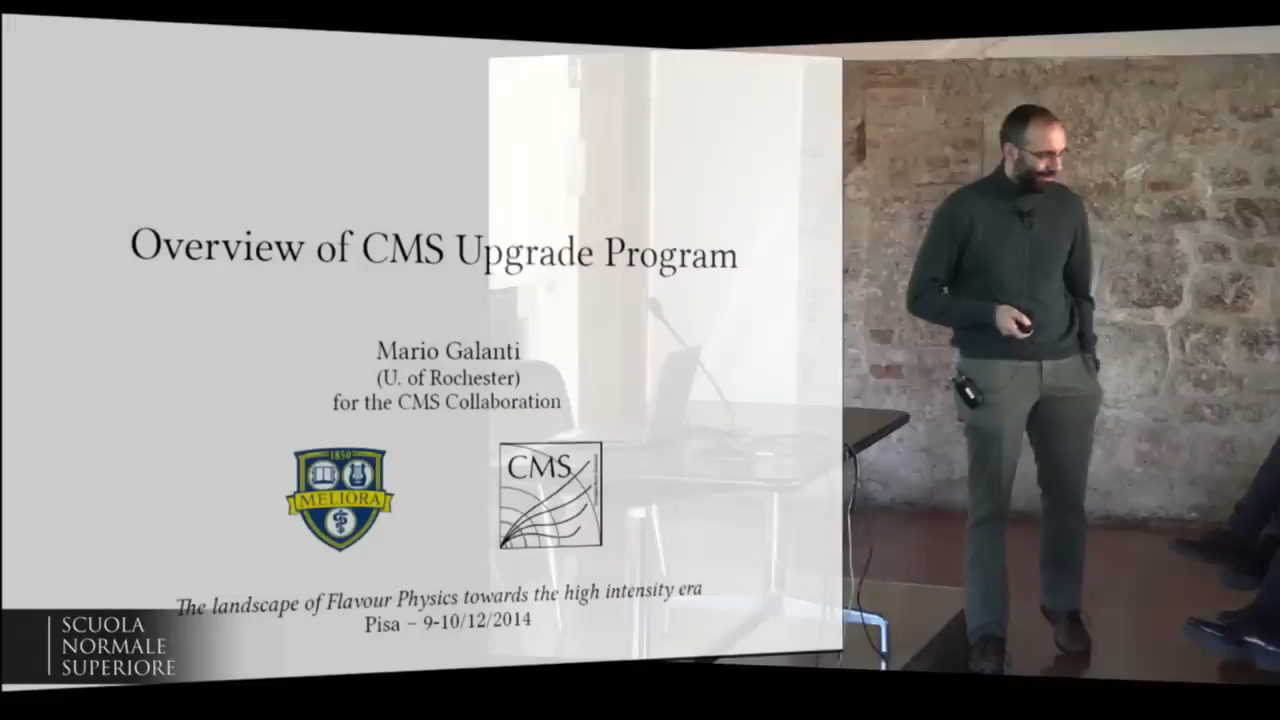 Overview of CMS Upgrade Program
Mario Galanti
(U. of Rochester)
for the CMS Collaboration
1850
MELIORA
CMS
The landscape of Flavour Physics towards the high intensity era
Pisa – 9-10/12/2014
SCUOLA
NORMALE
SUPERIORE